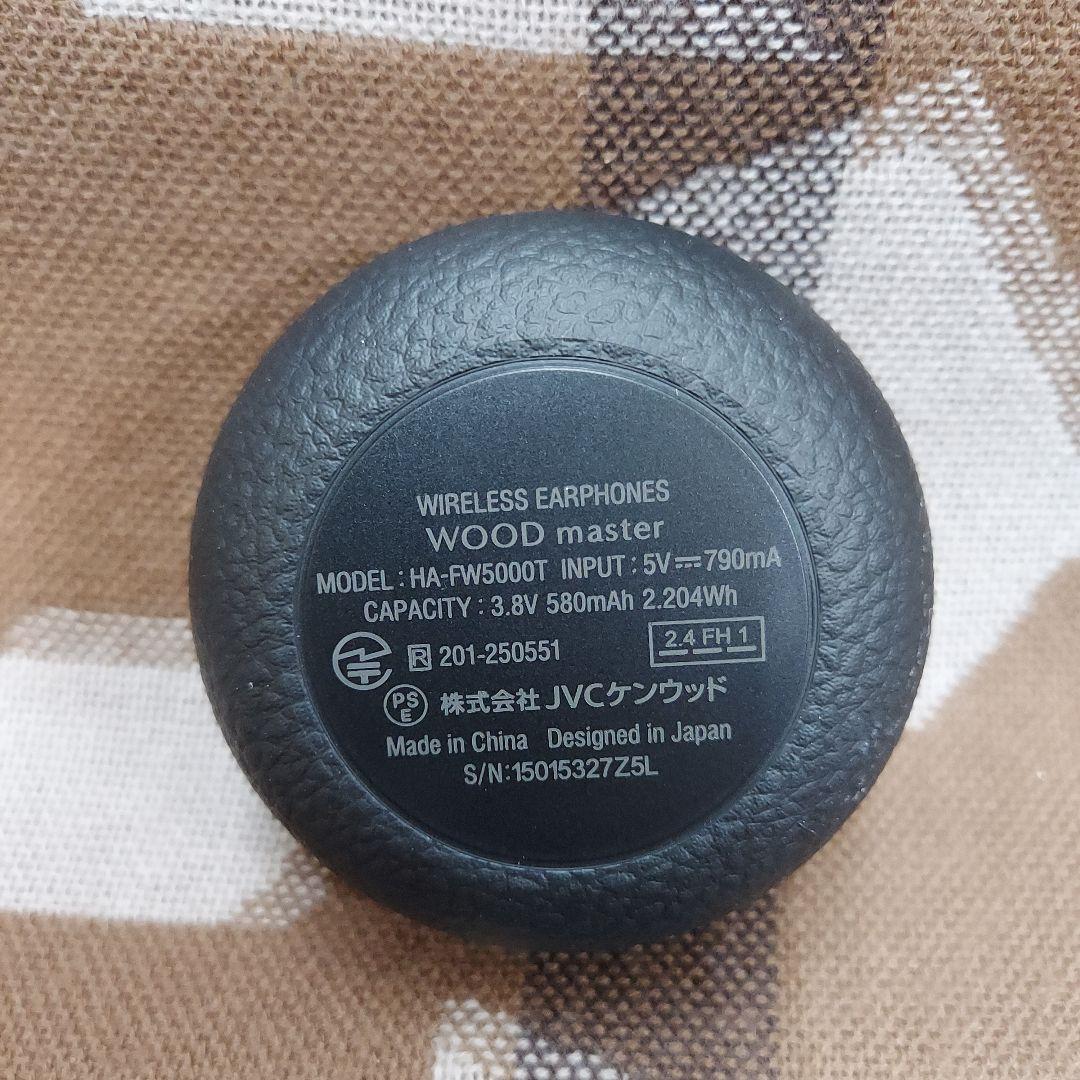 WIRELESS EARPHONES
WOOD master
MODEL : HA-FW5000T INPUT : 5V⎓790mA
CAPACITY : 3.8V 580mAh 2.204Wh
R 201-250551 2.4 FH 1
PSE 株式会社JVCケンウッド
Made in China Designed in Japan
S/N:15015327Z5L